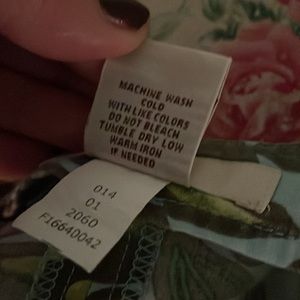 MACHINE WASH
COLD
WITH LIKE COLORS
DO NOT BLEACH
TUMBLE DRY LOW
WARM IRON
IF NEEDED
014
01
2060
F16640042